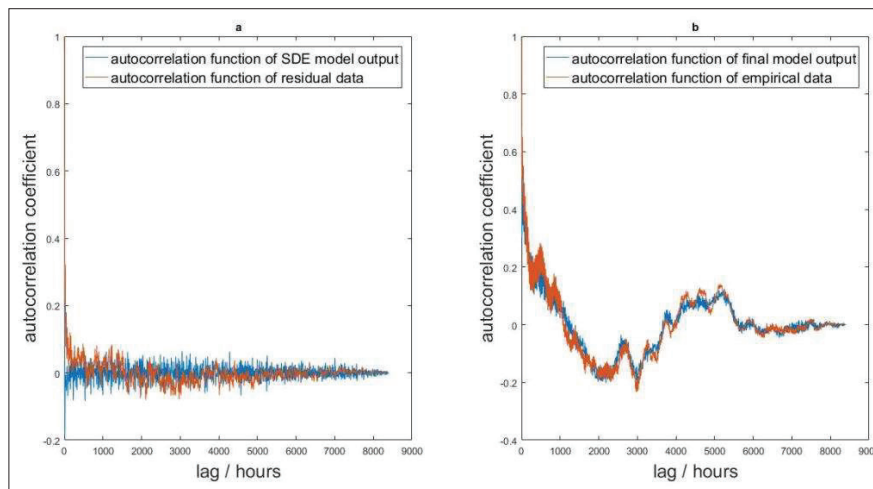 a
autocorrelation function of SDE model output
autocorrelation function of residual data
autocorrelation coefficient
1
0.8
0.6
0.4
0.2
0
-0.2
0 1000 2000 3000 4000 5000 6000 7000 8000 9000
lag / hours
b
autocorrelation function of final model output
autocorrelation function of empirical data
autocorrelation coefficient
1
0.8
0.6
0.4
0.2
0
-0.2
-0.4
0 1000 2000 3000 4000 5000 6000 7000 8000 9000
lag / hours